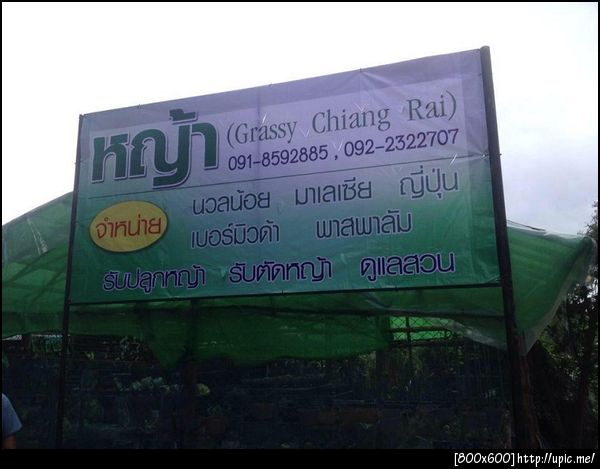 หญ้า (Grassy Chiang Rai)
091-8592885 , 092-2322707
จำหน่าย นวลน้อย มาเลเซีย ญี่ปุ่น
เบอร์มิวด้า พาสพาลัม
รับปลูกหญ้า รับตัดหญ้า ดูแลสวน
[800x600]http://upic.me/